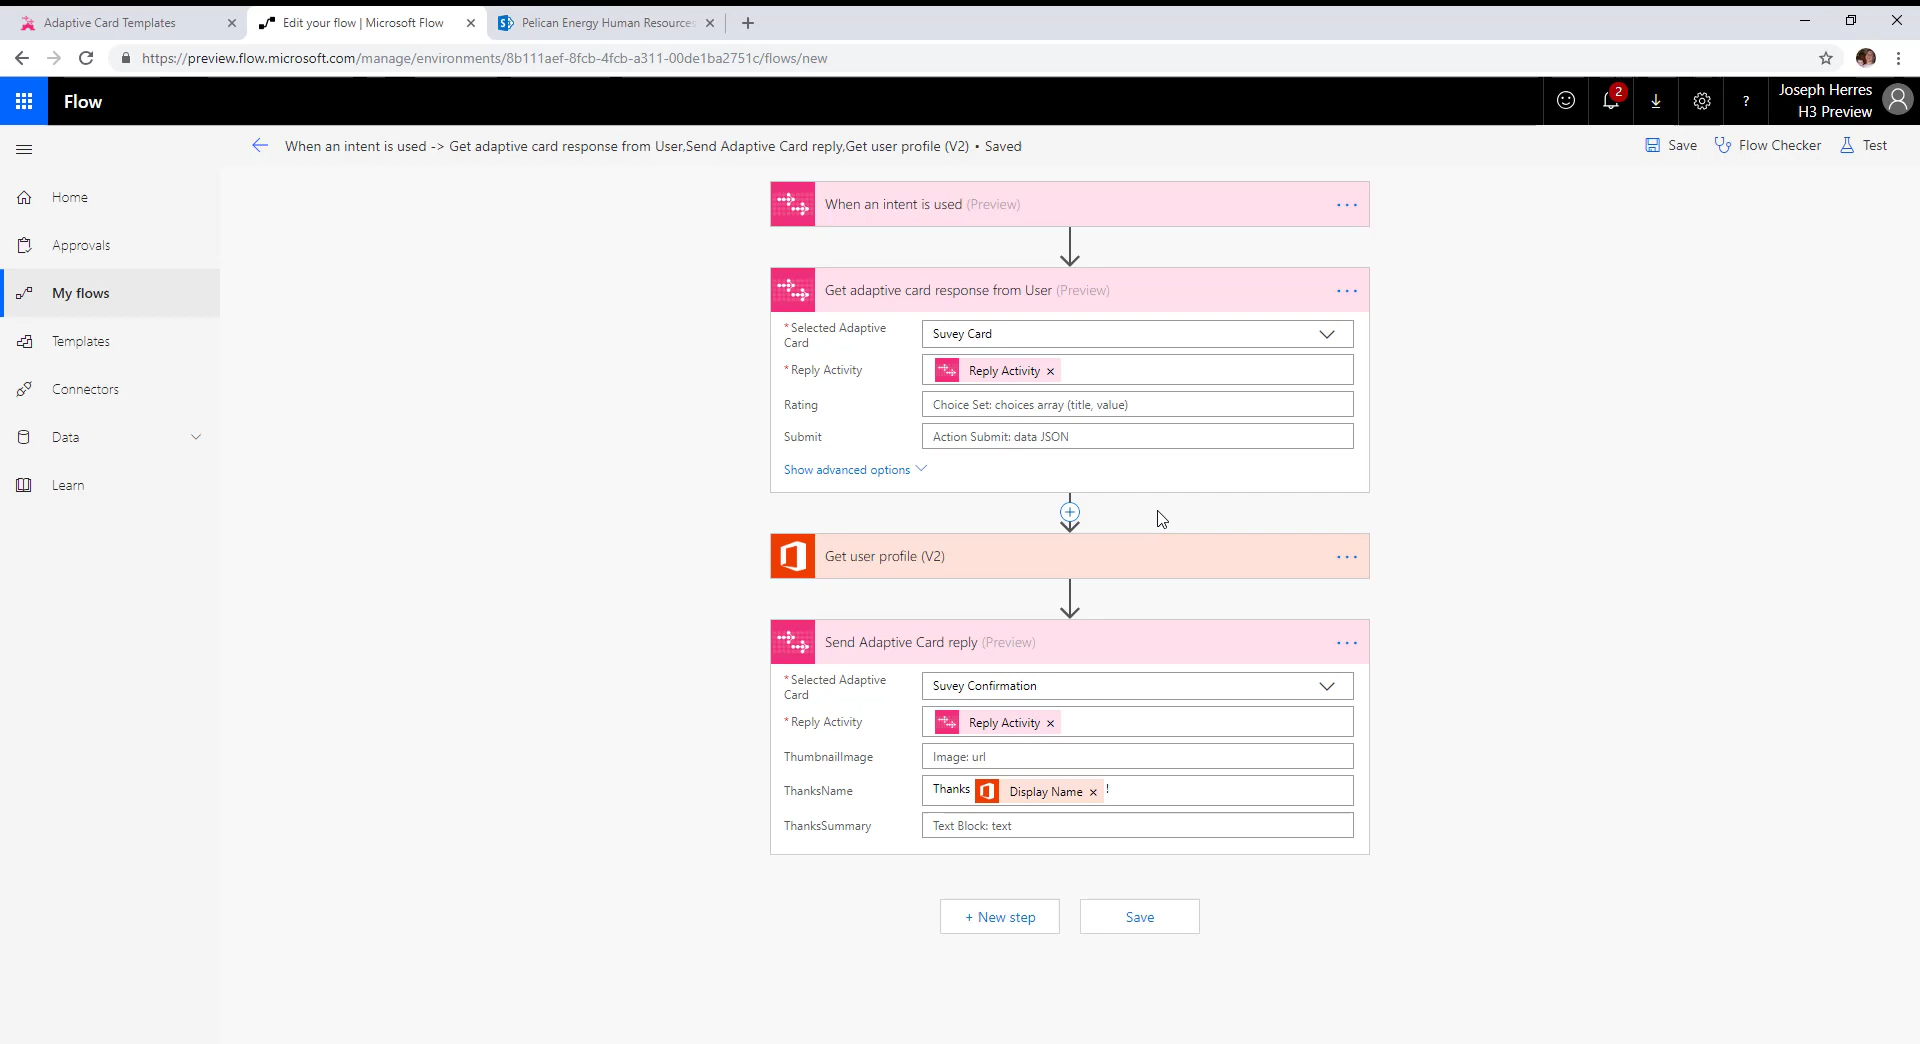 Adaptive Card Templates
Edit your flow | Microsoft Flow
Pelican Energy Human Resources
https://preview.flow.microsoft.com/manage/environments/8b111aef-8fcb-4fcb-a311-00de1ba2751c/flows/new
Flow
2
?
Joseph Herres
H3 Preview
When an intent is used -> Get adaptive card response from User,Send Adaptive Card reply,Get user profile (V2) • Saved
Save
Flow Checker
Test
Home
Approvals
My flows
Templates
Connectors
Data
Learn
When an intent is used (Preview)
Get adaptive card response from User (Preview)
* Selected Adaptive
Card
Suvey Card
* Reply Activity
Reply Activity ×
Rating
Choice Set: choices array (title, value)
Submit
Action Submit: data JSON
Show advanced options
Get user profile (V2)
Send Adaptive Card reply (Preview)
* Selected Adaptive
Card
Suvey Confirmation
* Reply Activity
Reply Activity ×
ThumbnailImage
Image: url
ThanksName
Thanks Display Name × !
ThanksSummary
Text Block: text
+ New step
Save